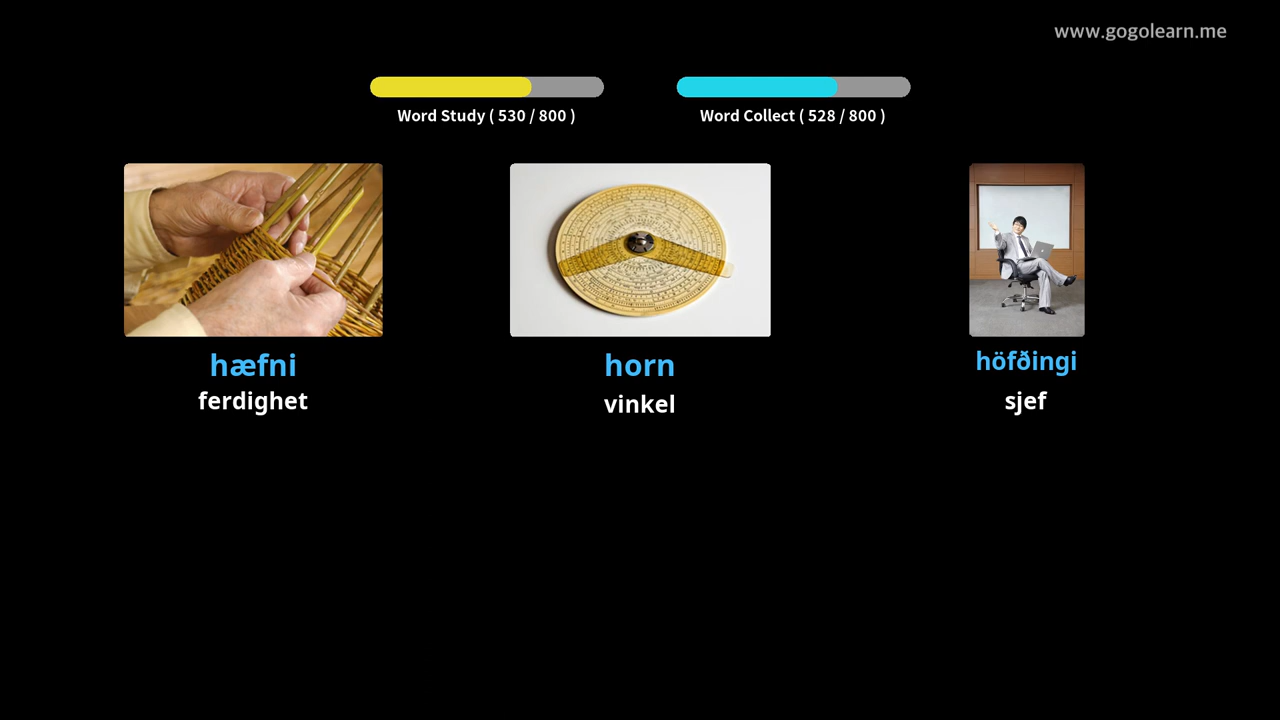 www.gogolearn.me
Word Study ( 530 / 800 )
Word Collect ( 528 / 800 )
hæfni
ferdighet
horn
vinkel
höfðingi
sjef